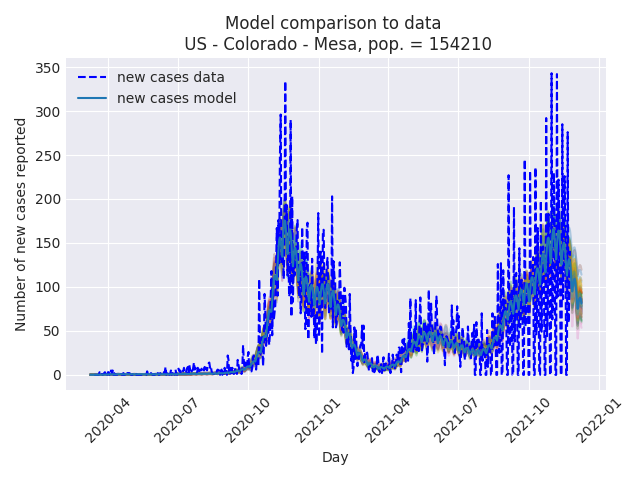 Model comparison to data
US - Colorado - Mesa, pop. = 154210
new cases data
new cases model
Number of new cases reported
350
300
250
200
150
100
50
0
2020-04
2020-07
2020-10
2021-01
2021-04
2021-07
2021-10
2022-01
Day